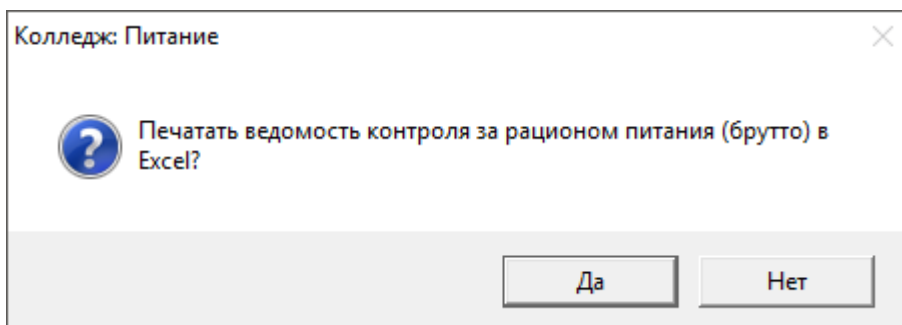 Колледж: Питание
Печатать ведомость контроля за рационом питания (брутто) в
Excel?
Да
Нет